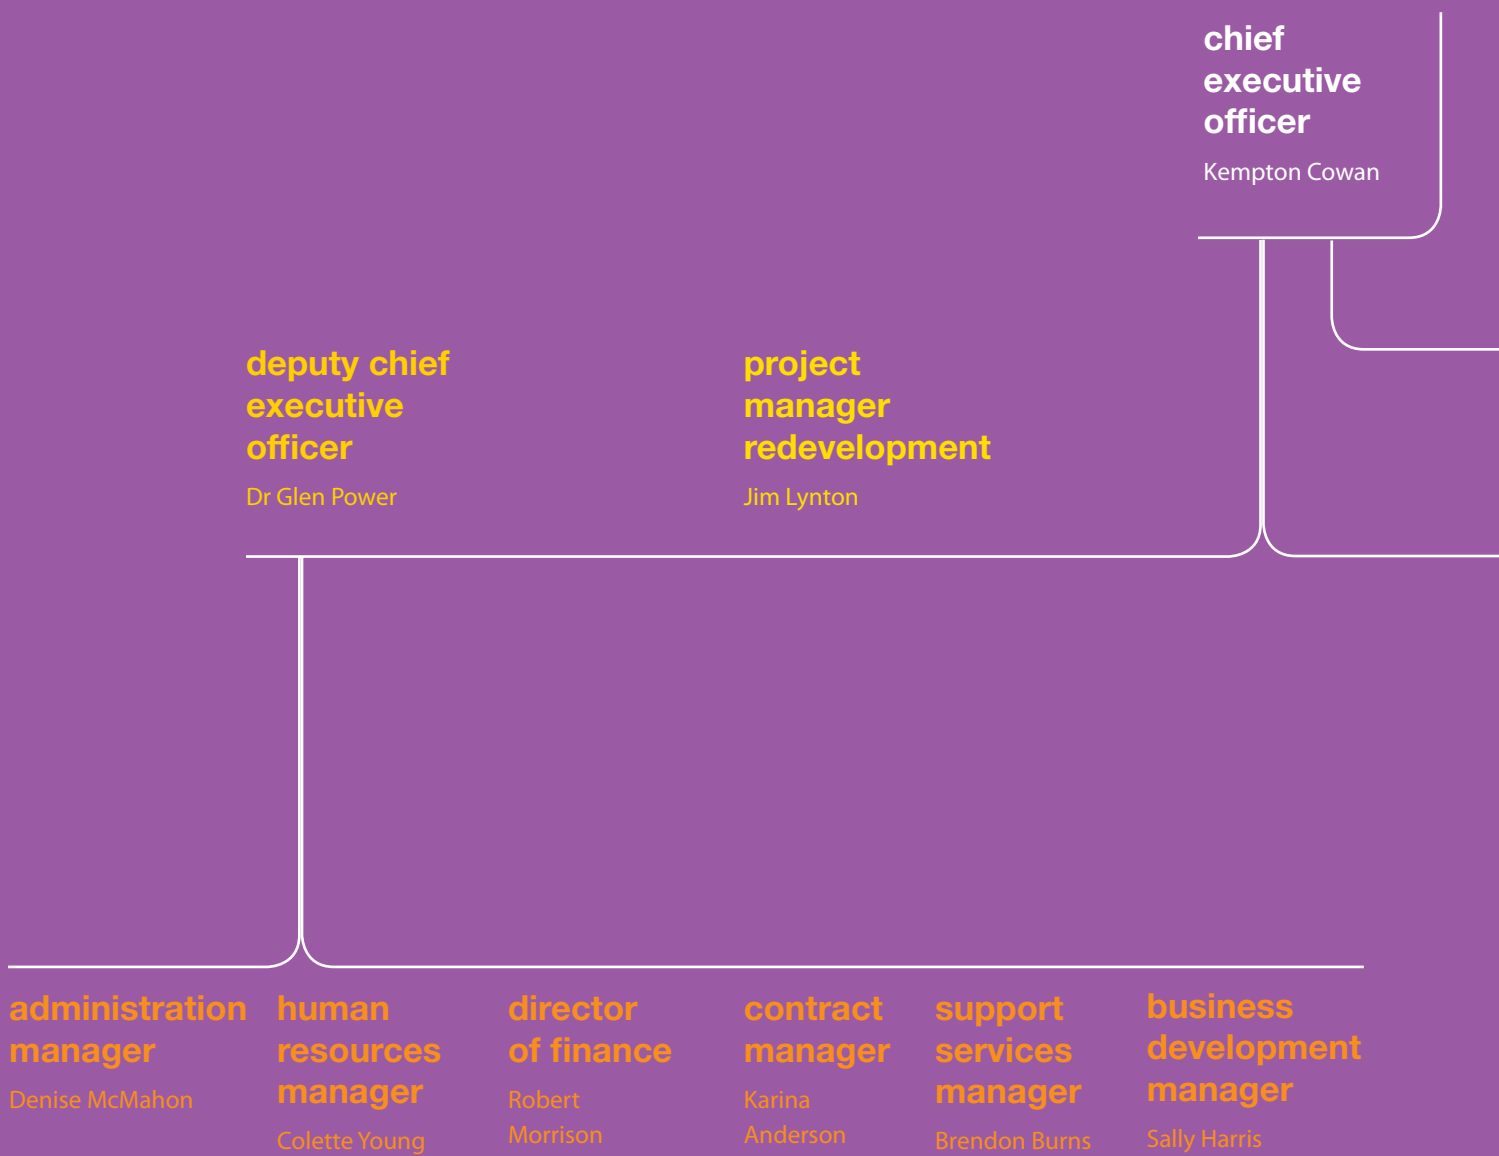 chief
executive
officer
Kempton Cowan
deputy chief
executive
officer
Dr Glen Power
project
manager
redevelopment
Jim Lynton
administration
manager
Denise McMahon
human
resources
manager
Colette Young
director
of finance
Robert
Morrison
contract
manager
Karina
Anderson
support
services
manager
Brendon Burns
business
development
manager
Sally Harris